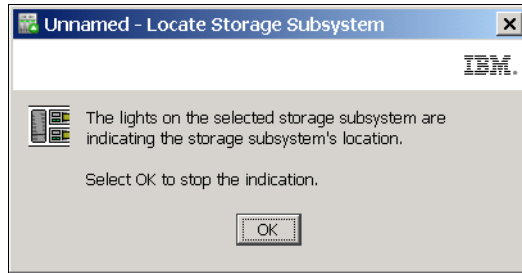 Unnamed - Locate Storage Subsystem
IBM.
The lights on the selected storage subsystem are
indicating the storage subsystem's location.
Select OK to stop the indication.
OK